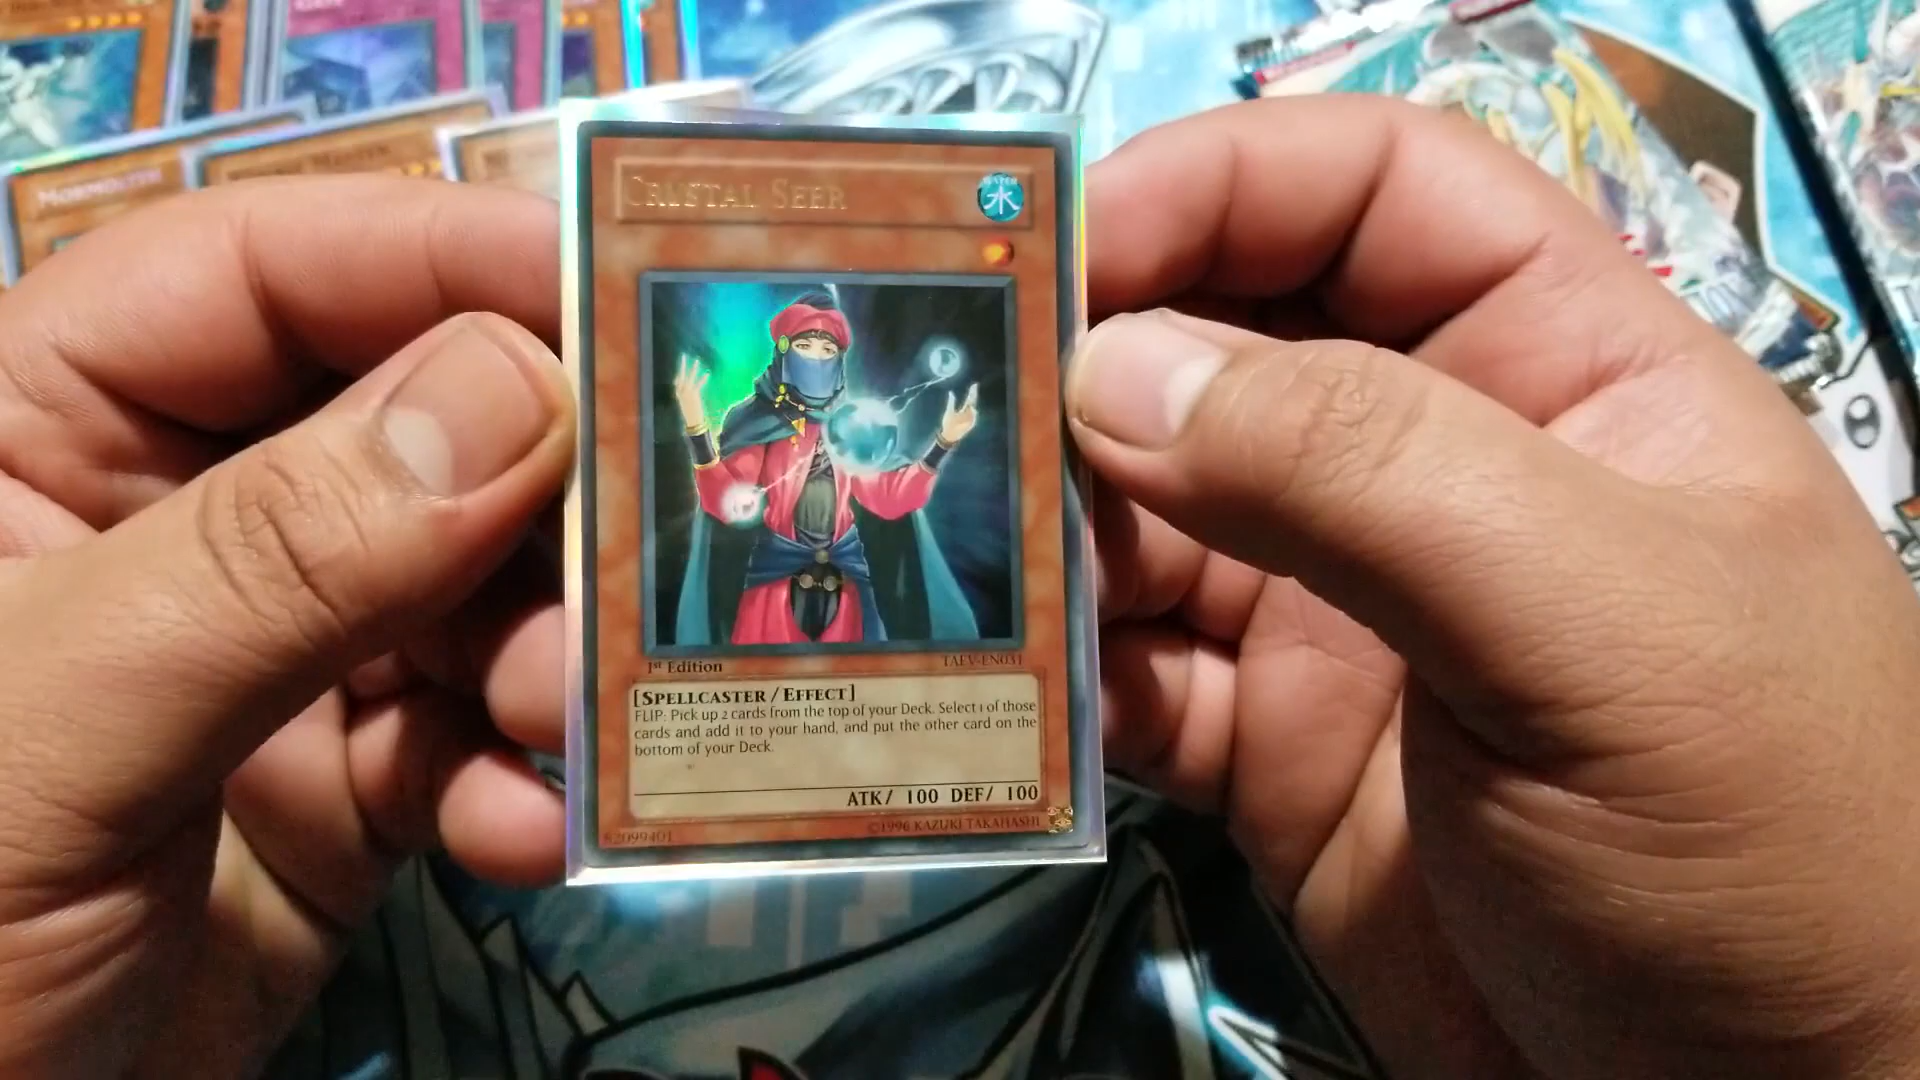 Mormolith
Crystal Seer
WATER
水
1st Edition
TAEV-EN031
[Spellcaster / Effect]
FLIP: Pick up 2 cards from the top of your Deck. Select 1 of those
cards and add it to your hand, and put the other card on the
bottom of your Deck.
ATK/ 100 DEF/ 100
82099401
©1996 KAZUKI TAKAHASHI